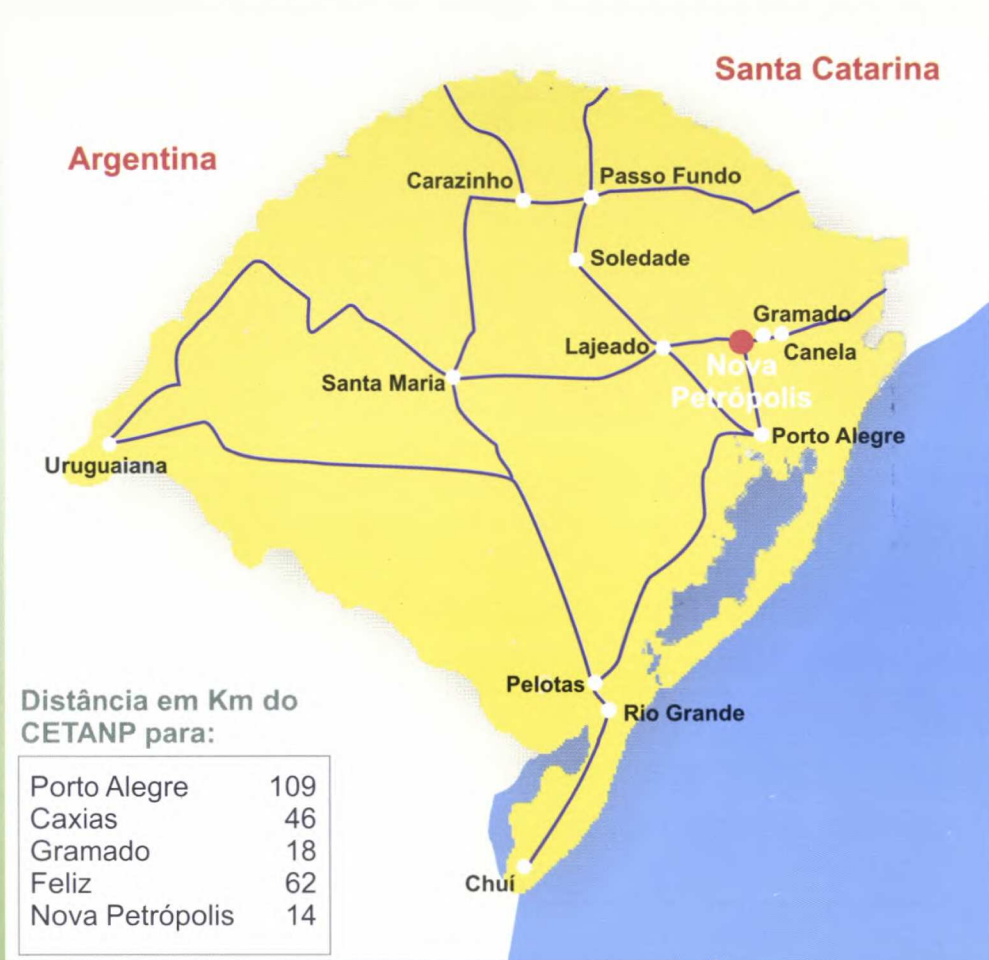 Santa Catarina
Argentina
Carazinho
Passo Fundo
Soledade
Gramado
Lajeado
Canela
Nova
Petrópolis
Santa Maria
Porto Alegre
Uruguaiana
Pelotas
Rio Grande
Chuí
Distância em Km do
CETANP para:
Porto Alegre 109
Caxias 46
Gramado 18
Feliz 62
Nova Petrópolis 14